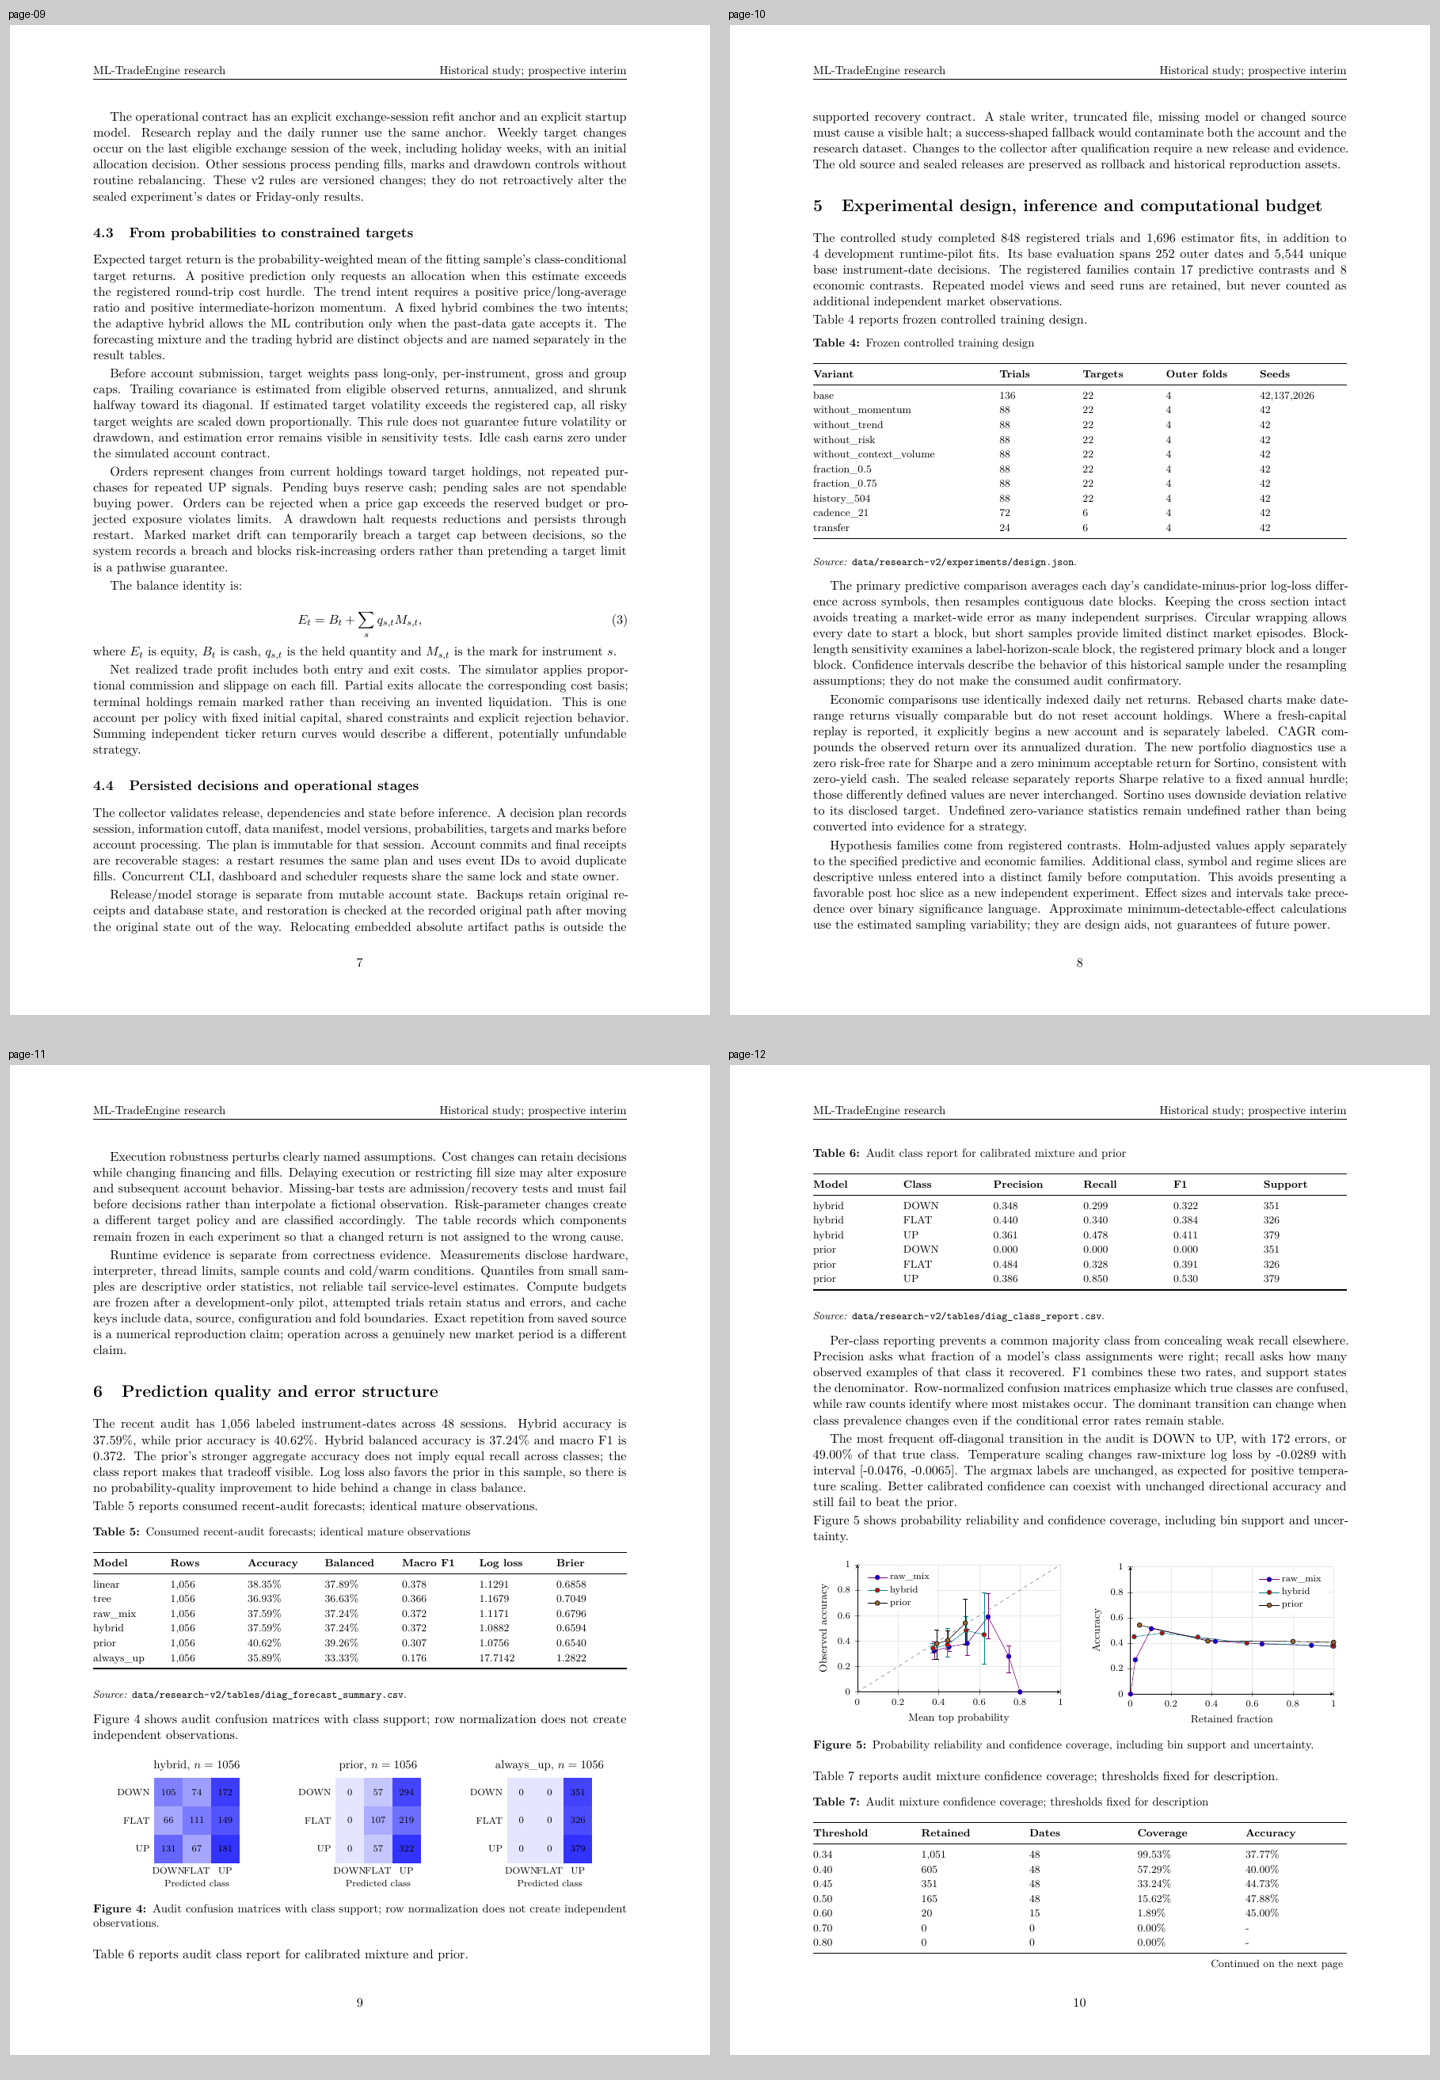 page-09
ML-TradeEngine research
Historical study; prospective interim
The operational contract has an explicit exchange-session refit anchor and an explicit startup
model. Research replay and the daily runner use the same anchor. Weekly target changes
occur on the last eligible exchange session of the week, including holiday weeks, with an initial
allocation decision. Other sessions process pending fills, marks and drawdown controls without
routine rebalancing. These v2 rules are versioned changes; they do not retroactively alter the
sealed experiment's dates or Friday-only results.
4.3 From probabilities to constrained targets
Expected target return is the probability-weighted mean of the fitting sample's class-conditional
target returns. A positive prediction only requests an allocation when this estimate exceeds
the registered round-trip cost hurdle. The trend intent requires a positive price/long-average
ratio and positive intermediate-horizon momentum. A fixed hybrid combines the two intents;
the adaptive hybrid allows the ML contribution only when the past-data gate accepts it. The
forecasting mixture and the trading hybrid are distinct objects and are named separately in the
result tables.
Before account submission, target weights pass long-only, per-instrument, gross and group
caps. Trailing covariance is estimated from eligible observed returns, annualized, and shrunk
halfway toward its diagonal. If estimated target volatility exceeds the registered cap, all risky
target weights are scaled down proportionally. This rule does not guarantee future volatility or
drawdown, and estimation error remains visible in sensitivity tests. Idle cash earns zero under
the simulated account contract.
Orders represent changes from current holdings toward target holdings, not repeated pur-
chases for repeated UP signals. Pending buys reserve cash; pending sales are not spendable
buying power. Orders can be rejected when a price gap exceeds the reserved budget or pro-
jected exposure violates limits. A drawdown halt requests reductions and persists through
restart. Marked market drift can temporarily breach a target cap between decisions, so the
system records a breach and blocks risk-increasing orders rather than pretending a target limit
is a pathwise guarantee.
The balance identity is:
E_t = B_t + ∑_s q_{s,t} M_{s,t}, (3)
where E_t is equity, B_t is cash, q_{s,t} is the held quantity and M_{s,t} is the mark for instrument s.
Net realized trade profit includes both entry and exit costs. The simulator applies propor-
tional commission and slippage on each fill. Partial exits allocate the corresponding cost basis;
terminal holdings remain marked rather than receiving an invented liquidation. This is one
account per policy with fixed initial capital, shared constraints and explicit rejection behavior.
Summing independent ticker return curves would describe a different, potentially unfundable
strategy.
4.4 Persisted decisions and operational stages
The collector validates release, dependencies and state before inference. A decision plan records
session, information cutoff, data manifest, model versions, probabilities, targets and marks before
account processing. The plan is immutable for that session. Account commits and final receipts
are recoverable stages: a restart resumes the same plan and uses event IDs to avoid duplicate
fills. Concurrent CLI, dashboard and scheduler requests share the same lock and state owner.
Release/model storage is separate from mutable account state. Backups retain original re-
ceipts and database state, and restoration is checked at the recorded original path after moving
the original state out of the way. Relocating embedded absolute artifact paths is outside the
7
page-10
ML-TradeEngine research
Historical study; prospective interim
supported recovery contract. A stale writer, truncated file, missing model or changed source
must cause a visible halt; a success-shaped fallback would contaminate both the account and the
research dataset. Changes to the collector after qualification require a new release and evidence.
The old source and sealed releases are preserved as rollback and historical reproduction assets.
5 Experimental design, inference and computational budget
The controlled study completed 848 registered trials and 1,696 estimator fits, in addition to
4 development runtime-pilot fits. Its base evaluation spans 252 outer dates and 5,544 unique
base instrument-date decisions. The registered families contain 17 predictive contrasts and 8
economic contrasts. Repeated model views and seed runs are retained, but never counted as
additional independent market observations.
Table 4 reports frozen controlled training design.
Table 4: Frozen controlled training design
Variant Trials Targets Outer folds Seeds
base 136 22 4 42,137,2026
without_momentum 88 22 4 42
without_trend 88 22 4 42
without_risk 88 22 4 42
without_context_volume 88 22 4 42
fraction_0.5 88 22 4 42
fraction_0.75 88 22 4 42
history_504 88 22 4 42
cadence_21 72 6 4 42
transfer 24 6 4 42
Source: data/research-v2/experiments/design.json.
The primary predictive comparison averages each day's candidate-minus-prior log-loss differ-
ence across symbols, then resamples contiguous date blocks. Keeping the cross section intact
avoids treating a market-wide error as many independent surprises. Circular wrapping allows
every date to start a block, but short samples provide limited distinct market episodes. Block-
length sensitivity examines a label-horizon-scale block, the registered primary block and a longer
block. Confidence intervals describe the behavior of this historical sample under the resampling
assumptions; they do not make the consumed audit confirmatory.
Economic comparisons use identically indexed daily net returns. Rebased charts make date-
range returns visually comparable but do not reset account holdings. Where a fresh-capital
replay is reported, it explicitly begins a new account and is separately labeled. CAGR com-
pounds the observed return over its annualized duration. The new portfolio diagnostics use a
zero risk-free rate for Sharpe and a zero minimum acceptable return for Sortino, consistent with
zero-yield cash. The sealed release separately reports Sharpe relative to a fixed annual hurdle;
those differently defined values are never interchanged. Sortino uses downside deviation relative
to its disclosed target. Undefined zero-variance statistics remain undefined rather than being
converted into evidence for a strategy.
Hypothesis families come from registered contrasts. Holm-adjusted values apply separately
to the specified predictive and economic families. Additional class, symbol and regime slices are
descriptive unless entered into a distinct family before computation. This avoids presenting a
favorable post hoc slice as a new independent experiment. Effect sizes and intervals take prece-
dence over binary significance language. Approximate minimum-detectable-effect calculations
use the estimated sampling variability; they are design aids, not guarantees of future power.
8
page-11
ML-TradeEngine research
Historical study; prospective interim
Execution robustness perturbs clearly named assumptions. Cost changes can retain decisions
while changing financing and fills. Delaying execution or restricting fill size may alter exposure
and subsequent account behavior. Missing-bar tests are admission/recovery tests and must fail
before decisions rather than interpolate a fictional observation. Risk-parameter changes create
a different target policy and are classified accordingly. The table records which components
remain frozen in each experiment so that a changed return is not assigned to the wrong cause.
Runtime evidence is separate from correctness evidence. Measurements disclose hardware,
interpreter, thread limits, sample counts and cold/warm conditions. Quantiles from small sam-
ples are descriptive order statistics, not reliable tail service-level estimates. Compute budgets
are frozen after a development-only pilot, attempted trials retain status and errors, and cache
keys include data, source, configuration and fold boundaries. Exact repetition from saved source
is a numerical reproduction claim; operation across a genuinely new market period is a different
claim.
6 Prediction quality and error structure
The recent audit has 1,056 labeled instrument-dates across 48 sessions. Hybrid accuracy is
37.59%, while prior accuracy is 40.62%. Hybrid balanced accuracy is 37.24% and macro F1 is
0.372. The prior's stronger aggregate accuracy does not imply equal recall across classes; the
class report makes that tradeoff visible. Log loss also favors the prior in this sample, so there is
no probability-quality improvement to hide behind a change in class balance.
Table 5 reports consumed recent-audit forecasts; identical mature observations.
Table 5: Consumed recent-audit forecasts; identical mature observations
Model Rows Accuracy Balanced Macro F1 Log loss Brier
linear 1,056 38.35% 37.89% 0.378 1.1291 0.6858
tree 1,056 36.93% 36.63% 0.366 1.1679 0.7049
raw_mix 1,056 37.59% 37.24% 0.372 1.1171 0.6796
hybrid 1,056 37.59% 37.24% 0.372 1.0882 0.6594
prior 1,056 40.62% 39.26% 0.307 1.0756 0.6540
always_up 1,056 35.89% 33.33% 0.176 17.7142 1.2822
Source: data/research-v2/tables/diag_forecast_summary.csv.
Figure 4 shows audit confusion matrices with class support; row normalization does not create
independent observations.
hybrid, n = 1056
DOWN 105 74 172
FLAT 66 111 149
UP 131 67 181
DOWN FLAT UP
Predicted class
prior, n = 1056
DOWN 0 57 294
FLAT 0 107 219
UP 0 57 322
DOWN FLAT UP
Predicted class
always_up, n = 1056
DOWN 0 0 351
FLAT 0 0 326
UP 0 0 379
DOWN FLAT UP
Predicted class
Figure 4: Audit confusion matrices with class support; row normalization does not create independent
observations.
Table 6 reports audit class report for calibrated mixture and prior.
9
page-12
ML-TradeEngine research
Historical study; prospective interim
Table 6: Audit class report for calibrated mixture and prior
Model Class Precision Recall F1 Support
hybrid DOWN 0.348 0.299 0.322 351
hybrid FLAT 0.440 0.340 0.384 326
hybrid UP 0.361 0.478 0.411 379
prior DOWN 0.000 0.000 0.000 351
prior FLAT 0.484 0.328 0.391 326
prior UP 0.386 0.850 0.530 379
Source: data/research-v2/tables/diag_class_report.csv.
Per-class reporting prevents a common majority class from concealing weak recall elsewhere.
Precision asks what fraction of a model's class assignments were right; recall asks how many
observed examples of that class it recovered. F1 combines these two rates, and support states
the denominator. Row-normalized confusion matrices emphasize which true classes are confused,
while raw counts identify where most mistakes occur. The dominant transition can change when
class prevalence changes even if the conditional error rates remain stable.
The most frequent off-diagonal transition in the audit is DOWN to UP, with 172 errors, or
49.00% of that true class. Temperature scaling changes raw-mixture log loss by -0.0289 with
interval [-0.0476, -0.0065]. The argmax labels are unchanged, as expected for positive tempera-
ture scaling. Better calibrated confidence can coexist with unchanged directional accuracy and
still fail to beat the prior.
Figure 5 shows probability reliability and confidence coverage, including bin support and uncer-
tainty.
Observed accuracy
1
0.8
0.6
0.4
0.2
0
raw_mix
hybrid
prior
0 0.2 0.4 0.6 0.8 1
Mean top probability
Accuracy
1
0.8
0.6
0.4
0.2
0
raw_mix
hybrid
prior
0 0.2 0.4 0.6 0.8 1
Retained fraction
Figure 5: Probability reliability and confidence coverage, including bin support and uncertainty.
Table 7 reports audit mixture confidence coverage; thresholds fixed for description.
Table 7: Audit mixture confidence coverage; thresholds fixed for description
Threshold Retained Dates Coverage Accuracy
0.34 1,051 48 99.53% 37.77%
0.40 605 48 57.29% 40.00%
0.45 351 48 33.24% 44.73%
0.50 165 48 15.62% 47.88%
0.60 20 15 1.89% 45.00%
0.70 0 0 0.00% -
0.80 0 0 0.00% -
Continued on the next page
10